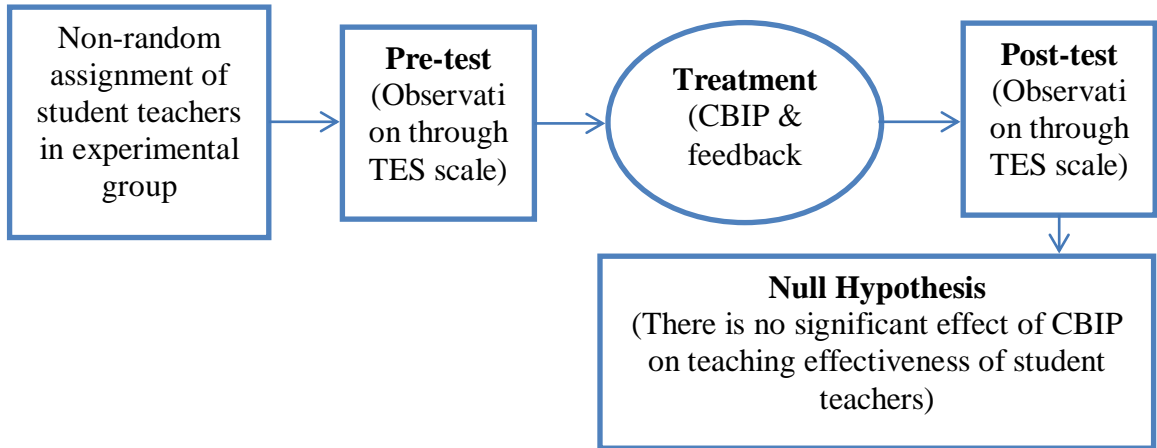 Non-random
assignment of
student teachers
in experimental
group
Pre-test
(Observati
on through
TES scale)
Treatment
(CBIP &
feedback
Post-test
(Observati
on through
TES scale)
Null Hypothesis
(There is no significant effect of CBIP
on teaching effectiveness of student
teachers)